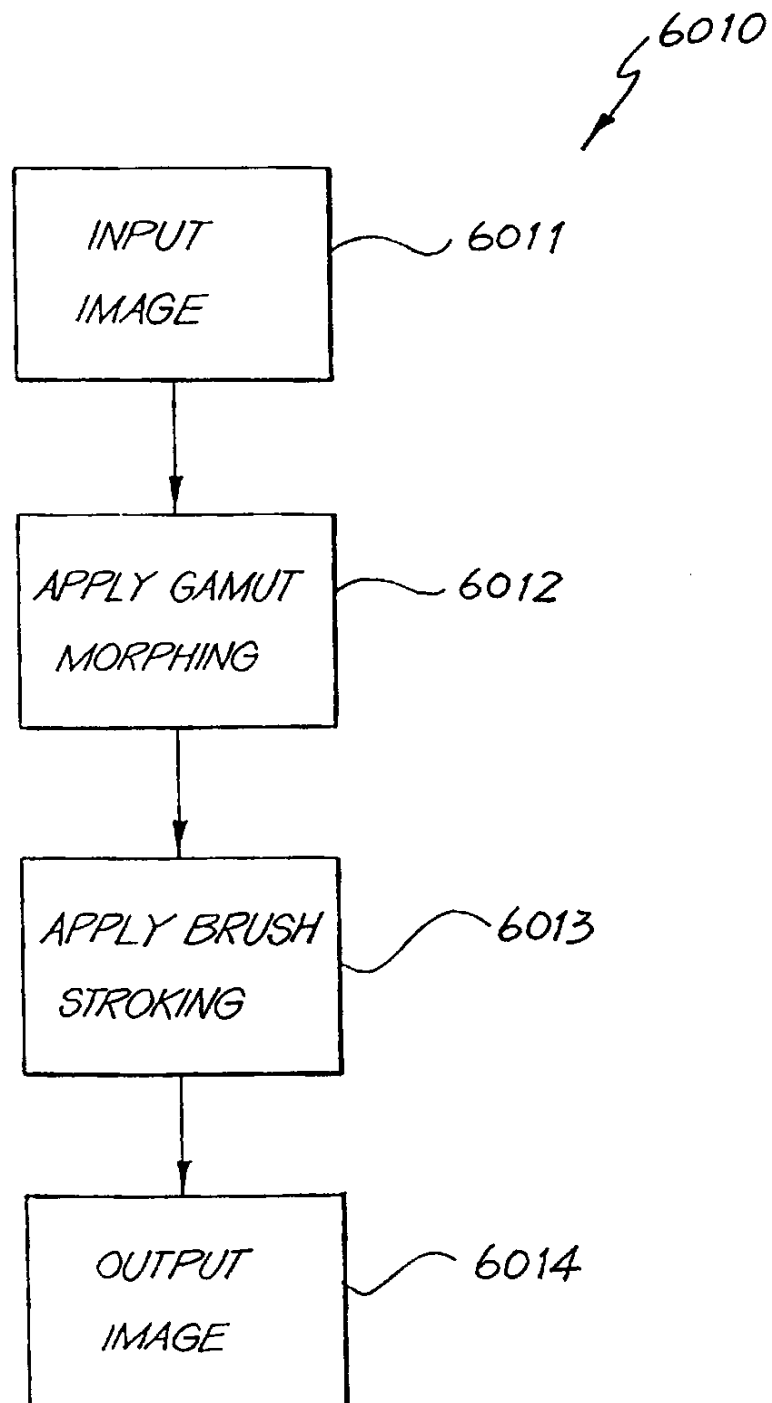 6010
INPUT
IMAGE
6011
APPLY GAMUT
MORPHING
6012
APPLY BRUSH
STROKING
6013
OUTPUT
IMAGE
6014